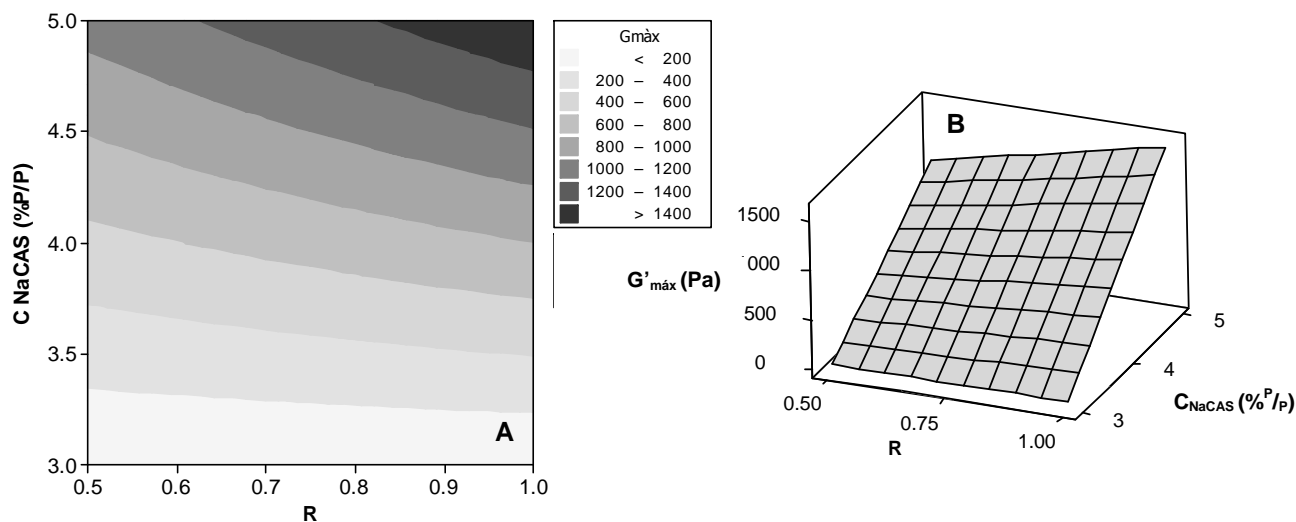 5.0
4.5
4.0
3.5
3.0
C NaCAS (%P/P)
0.5 0.6 0.7 0.8 0.9 1.0
R
A
Gmàx
< 200
200 – 400
400 – 600
600 – 800
800 – 1000
1000 – 1200
1200 – 1400
> 1400
B
1500
000
500
0
G'máx (Pa)
0.50 0.75 1.00
R
3 4 5
CNaCAS (%P/P)